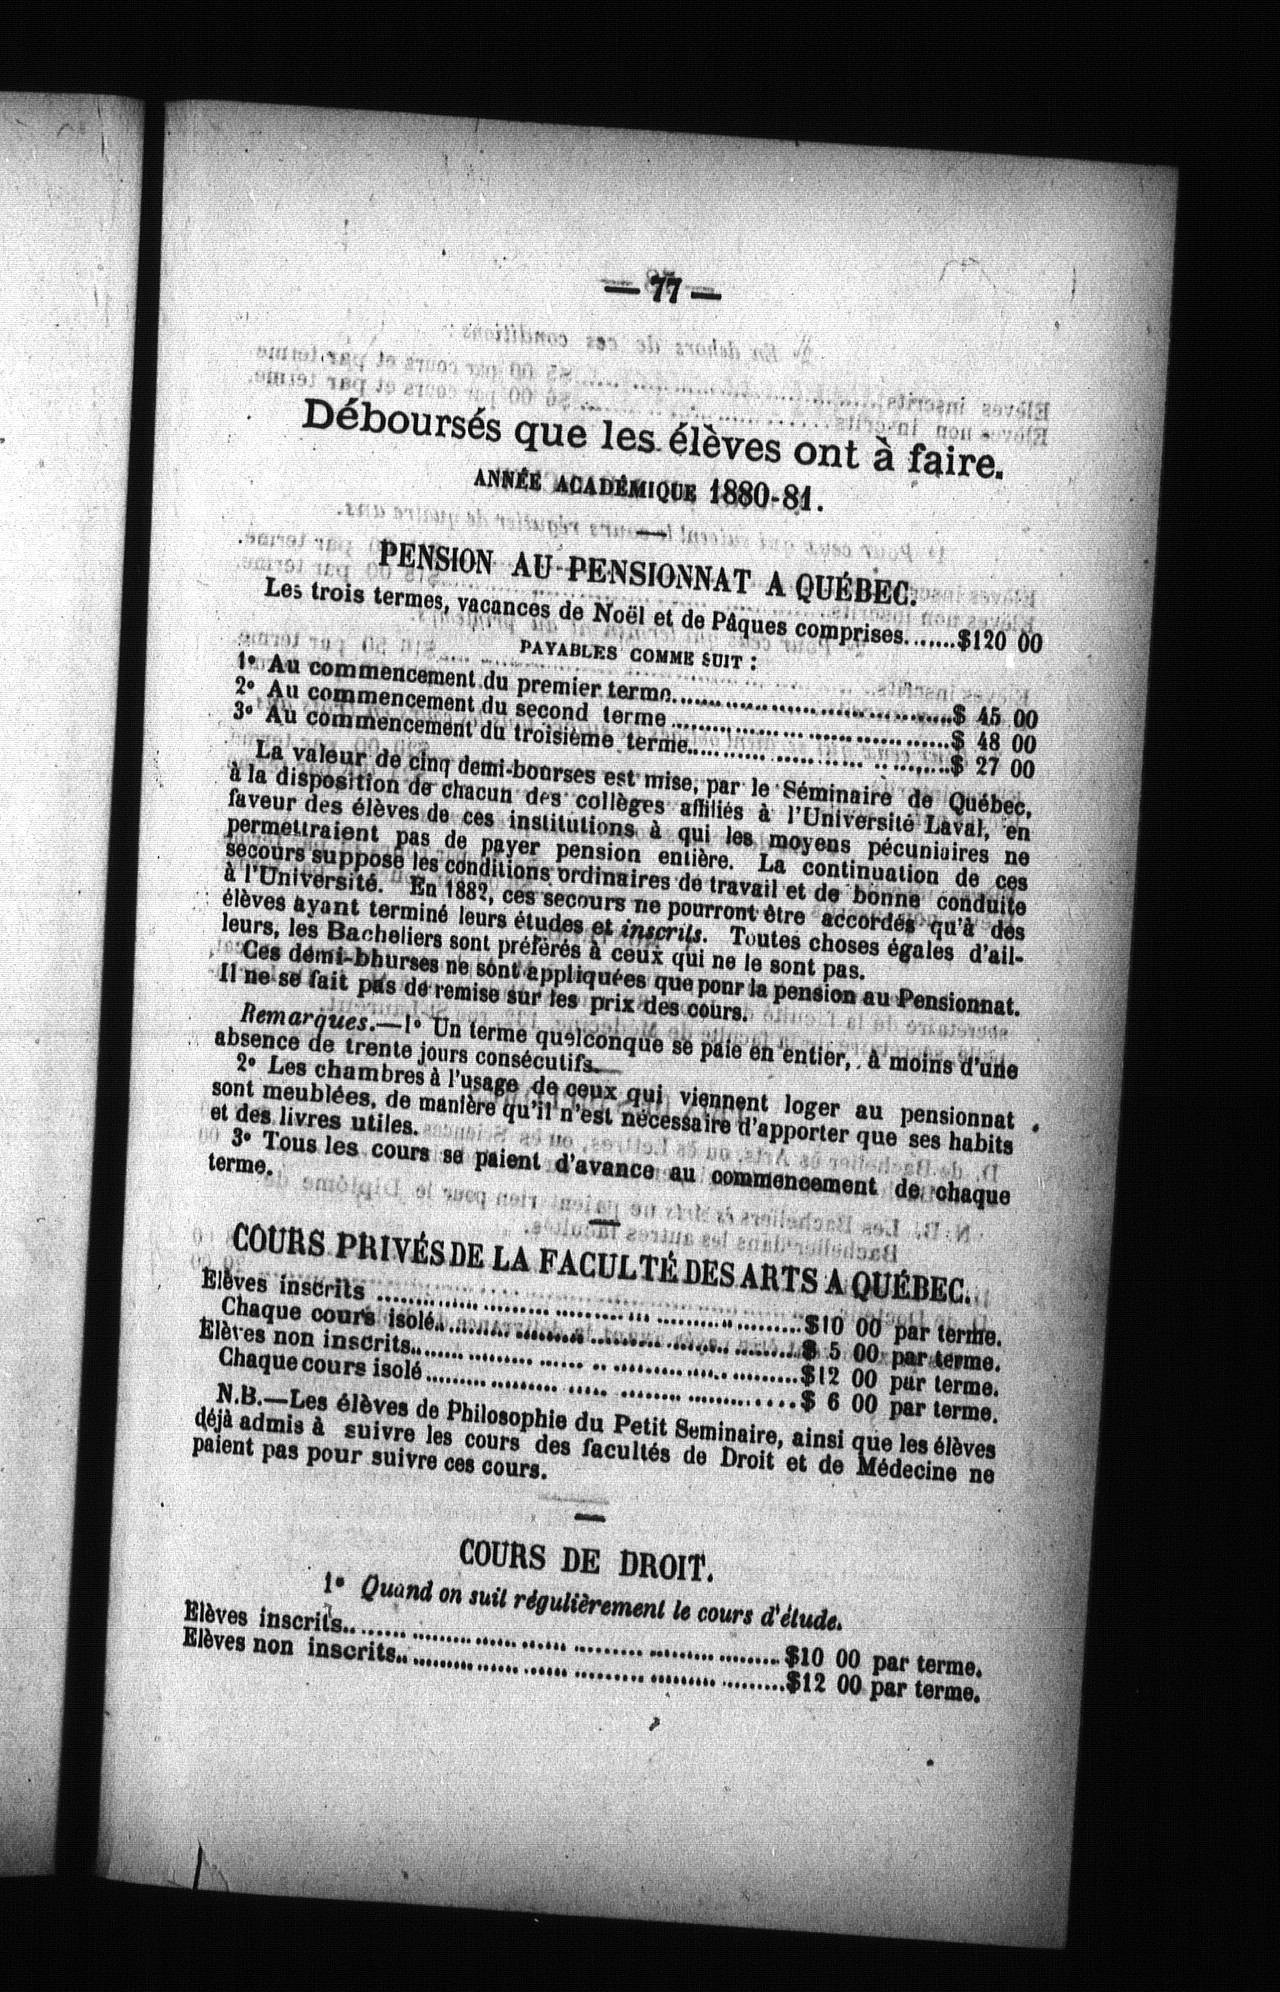 — 77 —
Déboursés que les élèves ont à faire.
ANNÉE ACADÉMIQUE 1880-81.
PENSION AU PENSIONNAT A QUÉBEC.
Les trois termes, vacances de Noël et de Pâques comprises.......$120 00
PAYABLES COMME SUIT :
1º Au commencement du premier terme..............................$ 45 00
2º Au commencement du second terme ..............................$ 48 00
3º Au commencement du troisième terme..............................$ 27 00
La valeur de cinq demi-bourses est mise, par le Séminaire de Québec,
à la disposition de chacun des collèges affiliés à l'Université Laval, en
faveur des élèves de ces institutions à qui les moyens pécuniaires ne
permettraient pas de payer pension entière. La continuation de ces
secours suppose les conditions ordinaires de travail et de bonne conduite
à l'Université. En 1882, ces secours ne pourront être accordés qu'à des
élèves ayant terminé leurs études et inscrits. Toutes choses égales d'ail-
leurs, les Bacheliers sont préférés à ceux qui ne le sont pas.
Ces demi-bhurses ne sont appliquées que ponr la pension au Pensionnat.
Il ne se fait pas de remise sur les prix des cours.
Remarques.—1º Un terme quelconque se paie en entier, à moins d'une
absence de trente jours consécutifs.
2º Les chambres à l'usage de ceux qui viennent loger au pensionnat
sont meublées, de manière qu'il n'est nécessaire d'apporter que ses habits
et des livres utiles.
3º Tous les cours se paient d'avance au commencement de chaque
terme.
COURS PRIVÉS DE LA FACULTÉ DES ARTS A QUÉBEC.
Elèves inscrits ..............................$10 00 par terme.
Chaque cours isolé..............................$ 5 00 par terme.
Elèves non inscrits..............................$12 00 par terme.
Chaque cours isolé..............................$ 6 00 par terme.
N.B.—Les élèves de Philosophie du Petit Seminaire, ainsi que les élèves
déjà admis à suivre les cours des facultés de Droit et de Médecine ne
paient pas pour suivre ces cours.
COURS DE DROIT.
1º Quand on suit régulièrement le cours d'étude.
Elèves inscrits..............................$10 00 par terme.
Elèves non inscrits..............................$12 00 par terme.